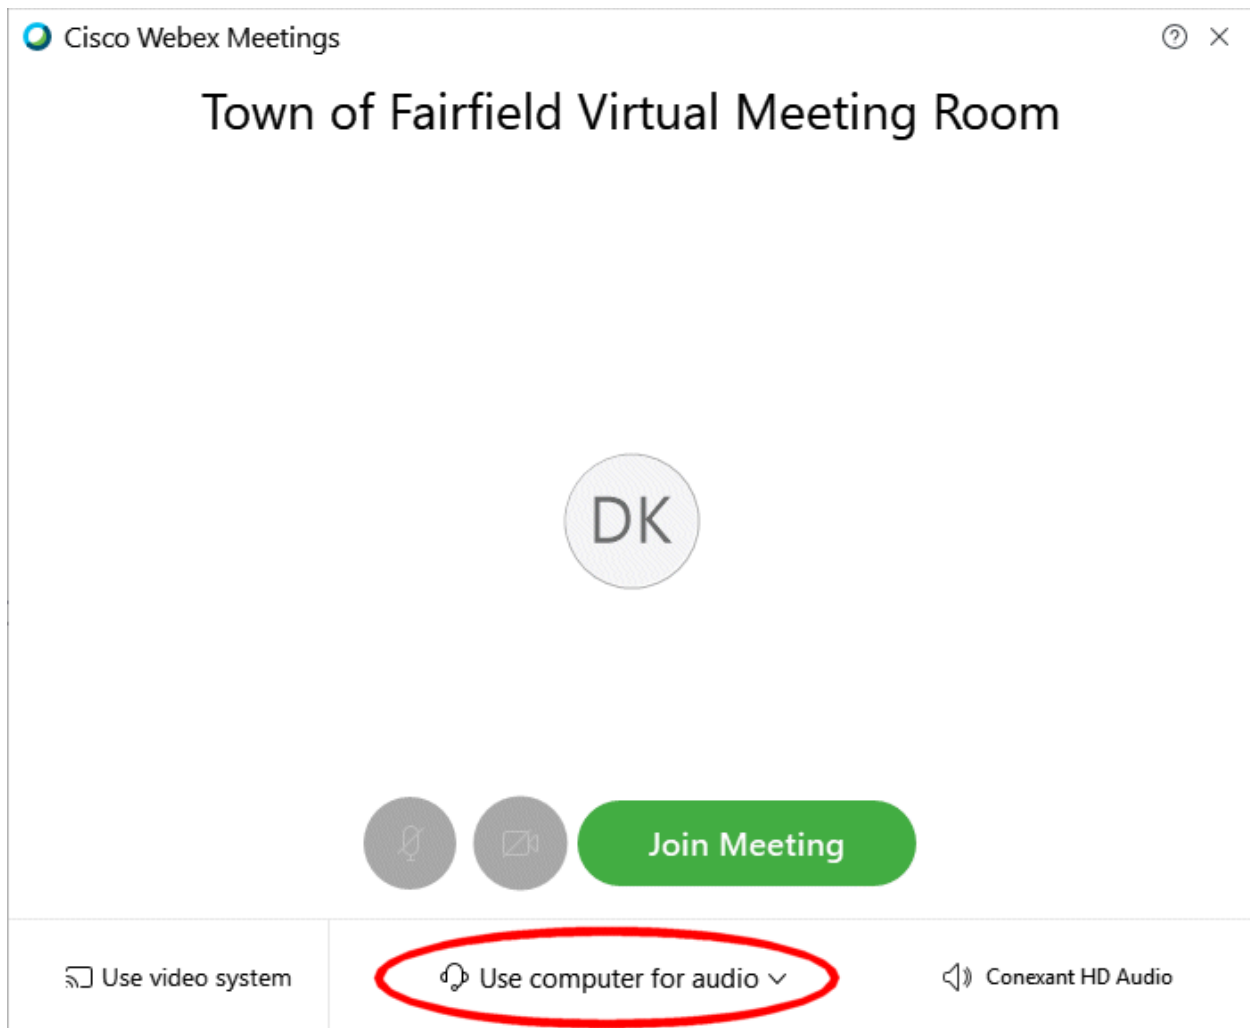 Cisco Webex Meetings
Town of Fairfield Virtual Meeting Room
DK
Join Meeting
Use video system
Use computer for audio
Conexant HD Audio